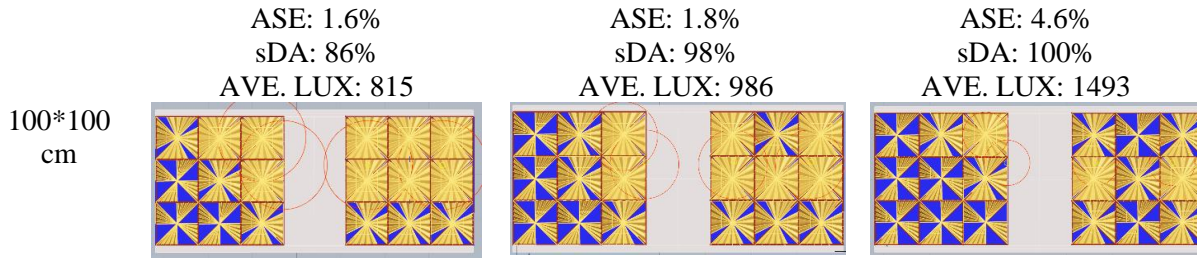 ASE: 1.6%
sDA: 86%
AVE. LUX: 815
ASE: 1.8%
sDA: 98%
AVE. LUX: 986
ASE: 4.6%
sDA: 100%
AVE. LUX: 1493
100*100
cm